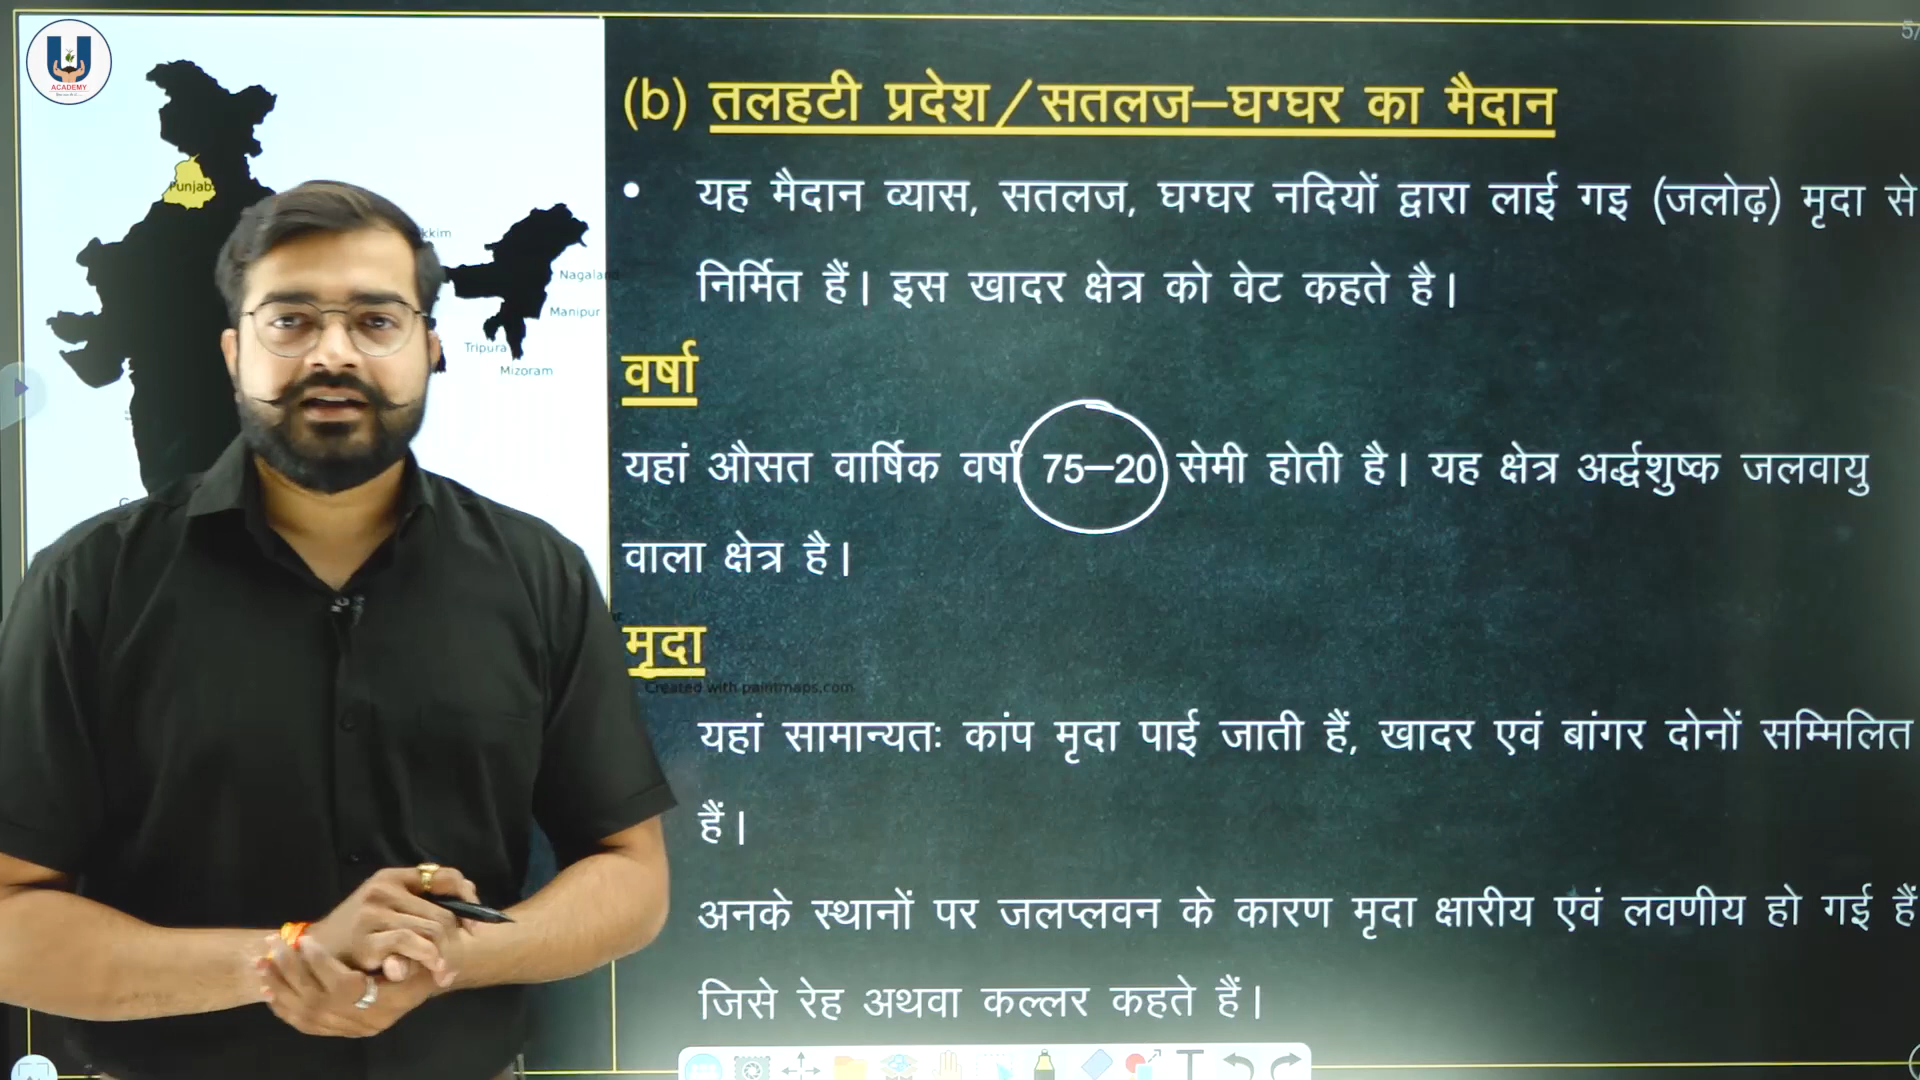 U
ACADEMY
Punjab
kkim
Nagaland
Manipur
Tripura
Mizoram
(b) तलहटी प्रदेश/सतलज–घग्घर का मैदान
• यह मैदान व्यास, सतलज, घग्घर नदियों द्वारा लाई गइ (जलोढ़) मृदा से
निर्मित हैं। इस खादर क्षेत्र को वेट कहते है।
वर्षा
यहां औसत वार्षिक वर्षा 75–20 सेमी होती है। यह क्षेत्र अर्द्धशुष्क जलवायु
वाला क्षेत्र है।
मृदा
Created with paintmaps.com
यहां सामान्यतः कांप मृदा पाई जाती हैं, खादर एवं बांगर दोनों सम्मिलित
हैं।
अनके स्थानों पर जलप्लवन के कारण मृदा क्षारीय एंवं लवणीय हो गई हैं
जिसे रेह अथवा कल्लर कहते हैं।